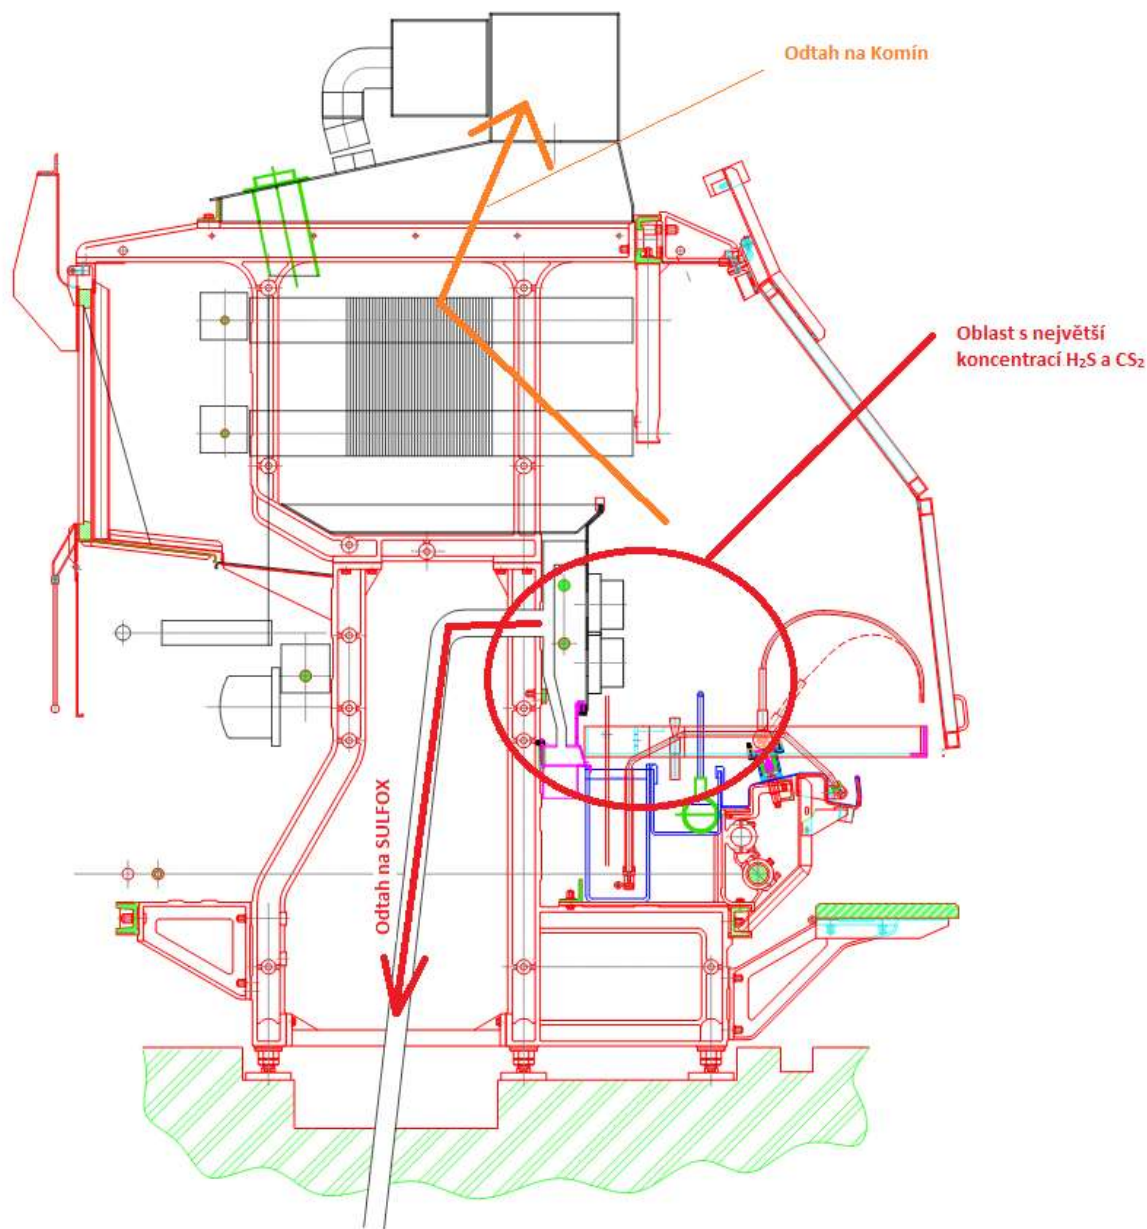 Odtah na Komín
Oblast s největší
koncentrací H₂S a CS₂
Odtah na SULFOX